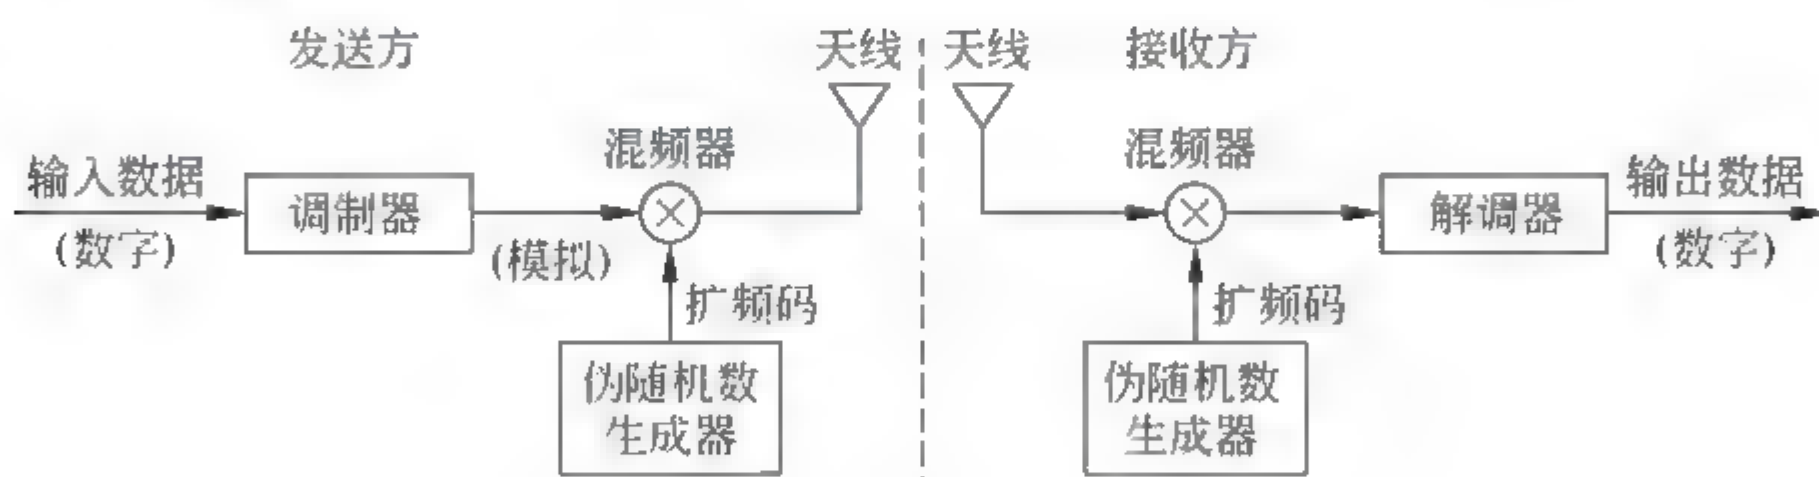 发送方
天线
天线
接收方
混频器
混频器
输入数据
(数字)
调制器
(模拟)
解调器
输出数据
(数字)
扩频码
扩频码
伪随机数
生成器
伪随机数
生成器